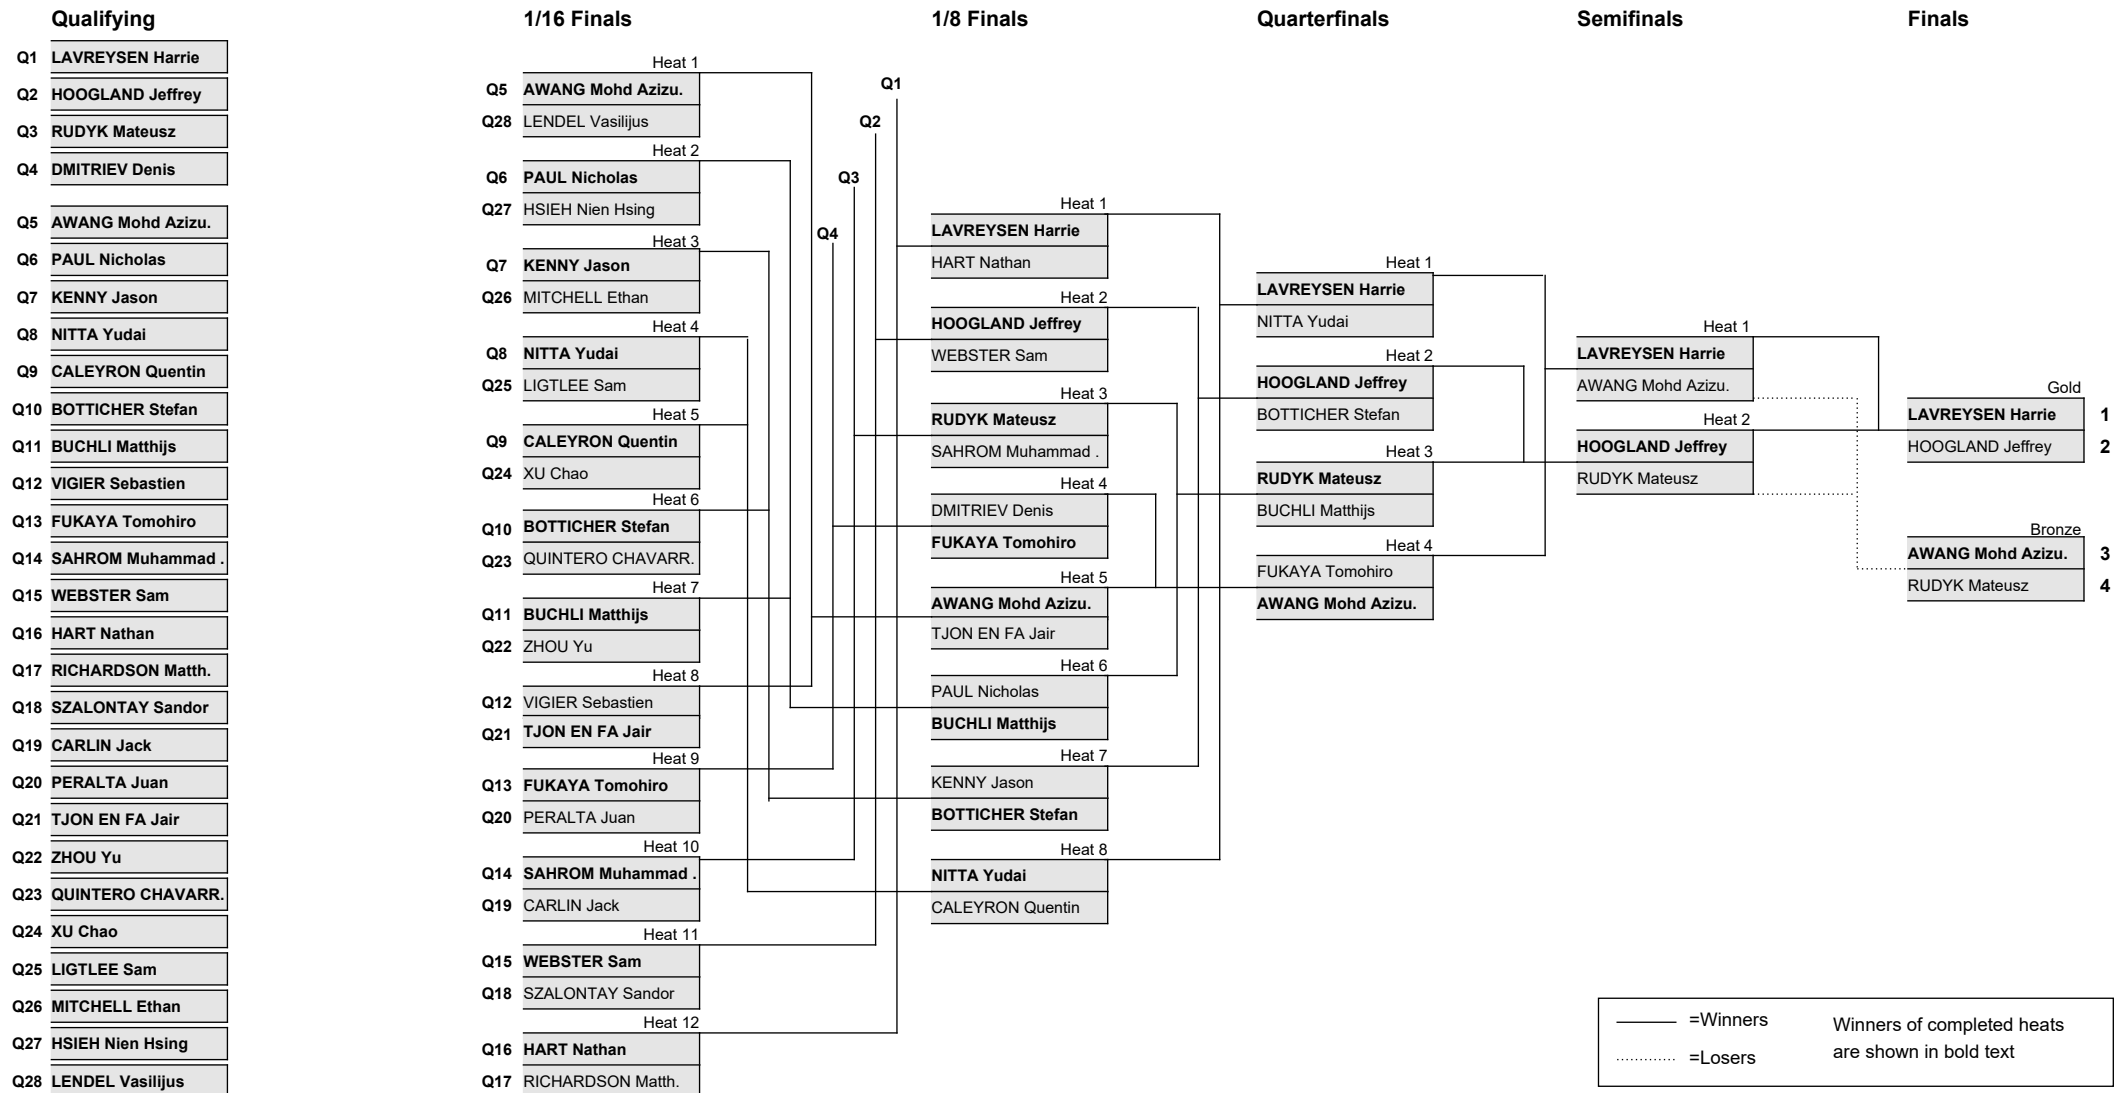 Qualifying
Q1 LAVREYSEN Harrie
Q2 HOOGLAND Jeffrey
Q3 RUDYK Mateusz
Q4 DMITRIEV Denis
Q5 AWANG Mohd Azizu.
Q6 PAUL Nicholas
Q7 KENNY Jason
Q8 NITTA Yudai
Q9 CALEYRON Quentin
Q10 BOTTICHER Stefan
Q11 BUCHLI Matthijs
Q12 VIGIER Sebastien
Q13 FUKAYA Tomohiro
Q14 SAHROM Muhammad .
Q15 WEBSTER Sam
Q16 HART Nathan
Q17 RICHARDSON Matth.
Q18 SZALONTAY Sandor
Q19 CARLIN Jack
Q20 PERALTA Juan
Q21 TJON EN FA Jair
Q22 ZHOU Yu
Q23 QUINTERO CHAVARR.
Q24 XU Chao
Q25 LIGTLEE Sam
Q26 MITCHELL Ethan
Q27 HSIEH Nien Hsing
Q28 LENDEL Vasilijus
1/16 Finals
Heat 1
Q5 AWANG Mohd Azizu.
Q28 LENDEL Vasilijus
Heat 2
Q6 PAUL Nicholas
Q27 HSIEH Nien Hsing
Heat 3
Q7 KENNY Jason
Q26 MITCHELL Ethan
Heat 4
Q8 NITTA Yudai
Q25 LIGTLEE Sam
Heat 5
Q9 CALEYRON Quentin
Q24 XU Chao
Heat 6
Q10 BOTTICHER Stefan
Q23 QUINTERO CHAVARR.
Heat 7
Q11 BUCHLI Matthijs
Q22 ZHOU Yu
Heat 8
Q12 VIGIER Sebastien
Q21 TJON EN FA Jair
Heat 9
Q13 FUKAYA Tomohiro
Q20 PERALTA Juan
Heat 10
Q14 SAHROM Muhammad .
Q19 CARLIN Jack
Heat 11
Q15 WEBSTER Sam
Q18 SZALONTAY Sandor
Heat 12
Q16 HART Nathan
Q17 RICHARDSON Matth.
1/8 Finals
Q1
Q2
Q3
Q4
Heat 1
LAVREYSEN Harrie
HART Nathan
Heat 2
HOOGLAND Jeffrey
WEBSTER Sam
Heat 3
RUDYK Mateusz
SAHROM Muhammad .
Heat 4
DMITRIEV Denis
FUKAYA Tomohiro
Heat 5
AWANG Mohd Azizu.
TJON EN FA Jair
Heat 6
PAUL Nicholas
BUCHLI Matthijs
Heat 7
KENNY Jason
BOTTICHER Stefan
Heat 8
NITTA Yudai
CALEYRON Quentin
Quarterfinals
Heat 1
LAVREYSEN Harrie
NITTA Yudai
Heat 2
HOOGLAND Jeffrey
BOTTICHER Stefan
Heat 3
RUDYK Mateusz
BUCHLI Matthijs
Heat 4
FUKAYA Tomohiro
AWANG Mohd Azizu.
Semifinals
Heat 1
LAVREYSEN Harrie
AWANG Mohd Azizu.
Heat 2
HOOGLAND Jeffrey
RUDYK Mateusz
Finals
Gold
LAVREYSEN Harrie 1
HOOGLAND Jeffrey 2
Bronze
AWANG Mohd Azizu. 3
RUDYK Mateusz 4
=Winners
=Losers
Winners of completed heats
are shown in bold text